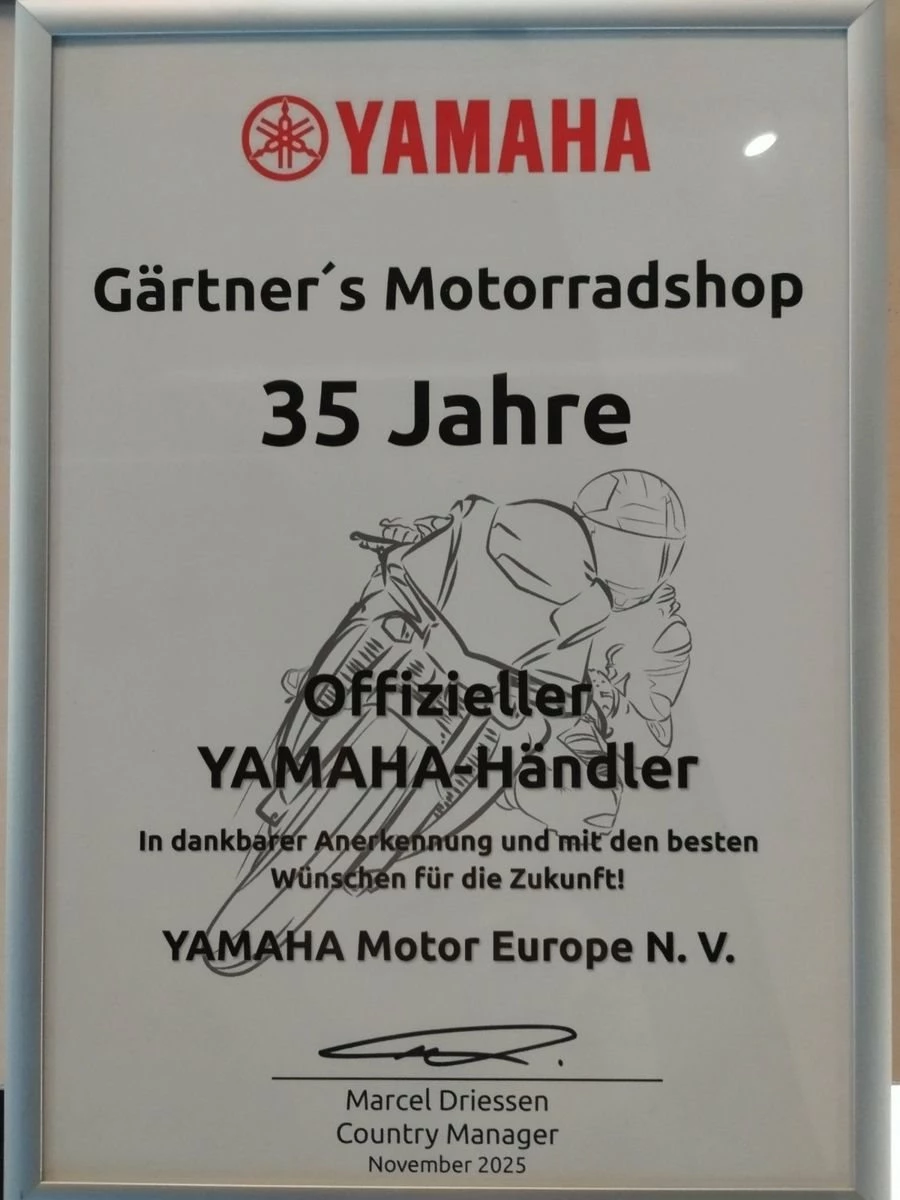 YAMAHA
Gärtner´s Motorradshop
35 Jahre
Offizieller
YAMAHA-Händler
In dankbarer Anerkennung und mit den besten
Wünschen für die Zukunft!
YAMAHA Motor Europe N. V.
Marcel Driessen
Country Manager
November 2025